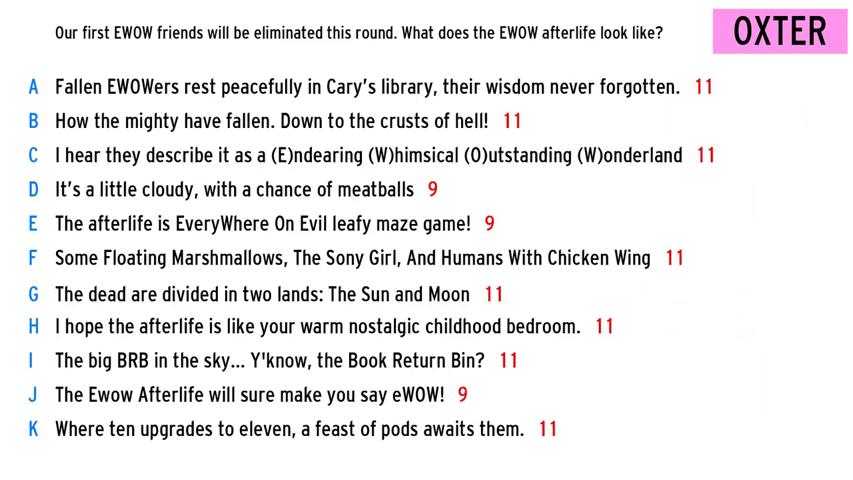 Our first EWOW friends will be eliminated this round. What does the EWOW afterlife look like?
OXTER
A Fallen EWOWers rest peacefully in Cary's library, their wisdom never forgotten. 11
B How the mighty have fallen. Down to the crusts of hell! 11
C I hear they describe it as a (E)ndearing (W)himsical (O)utstanding (W)onderland 11
D It's a little cloudy, with a chance of meatballs 9
E The afterlife is EveryWhere On Evil leafy maze game! 9
F Some Floating Marshmallows, The Sony Girl, And Humans With Chicken Wing 11
G The dead are divided in two lands: The Sun and Moon 11
H I hope the afterlife is like your warm nostalgic childhood bedroom. 11
I The big BRB in the sky... Y'know, the Book Return Bin? 11
J The Ewow Afterlife will sure make you say eWOW! 9
K Where ten upgrades to eleven, a feast of pods awaits them. 11